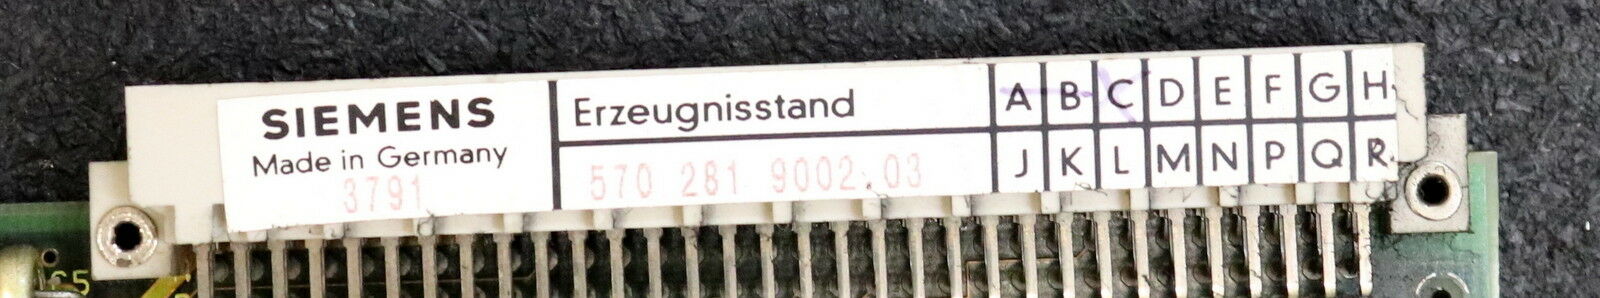 SIEMENS
Made in Germany
3791
Erzeugnisstand
570 281 9002.03
A B C D E F G H
J K L M N P Q R